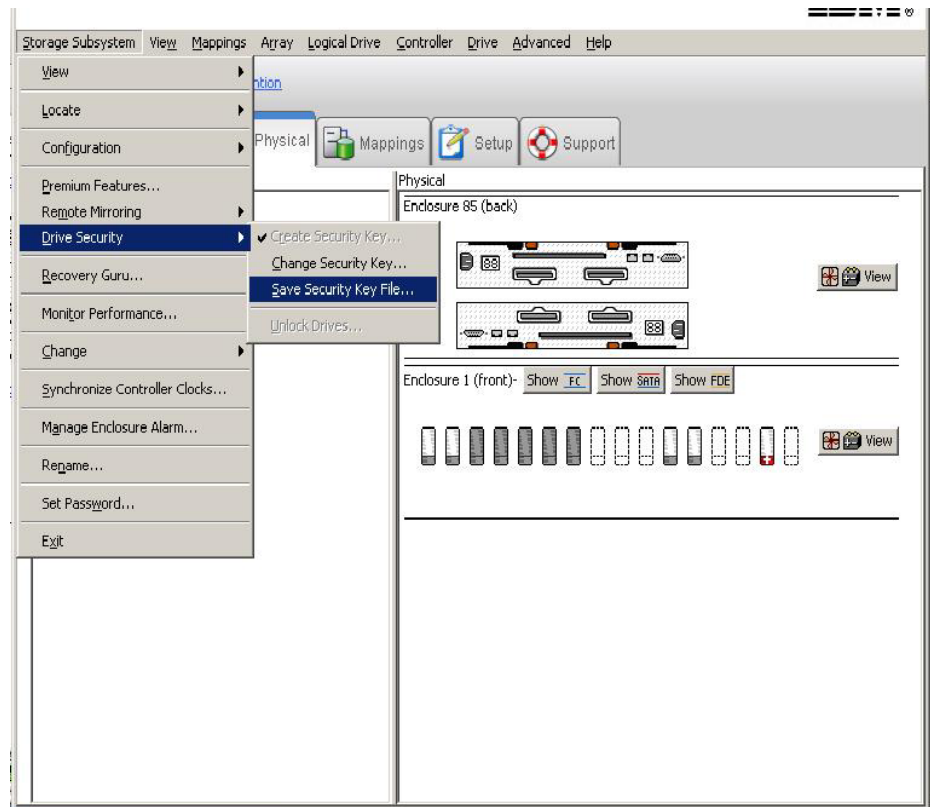 Storage Subsystem View Mappings Array Logical Drive Controller Drive Advanced Help
View
ntion
Locate
Configuration
Physical Mappings Setup Support
Premium Features...
Remote Mirroring
Drive Security
Create Security Key...
Change Security Key...
Save Security Key File...
Unlock Drives...
Recovery Guru...
Monitor Performance...
Change
Synchronize Controller Clocks...
Manage Enclosure Alarm...
Rename...
Set Password...
Exit
Physical
Enclosure 85 (back)
88
View
88
Enclosure 1 (front)- Show FC Show SATA Show FDE
View